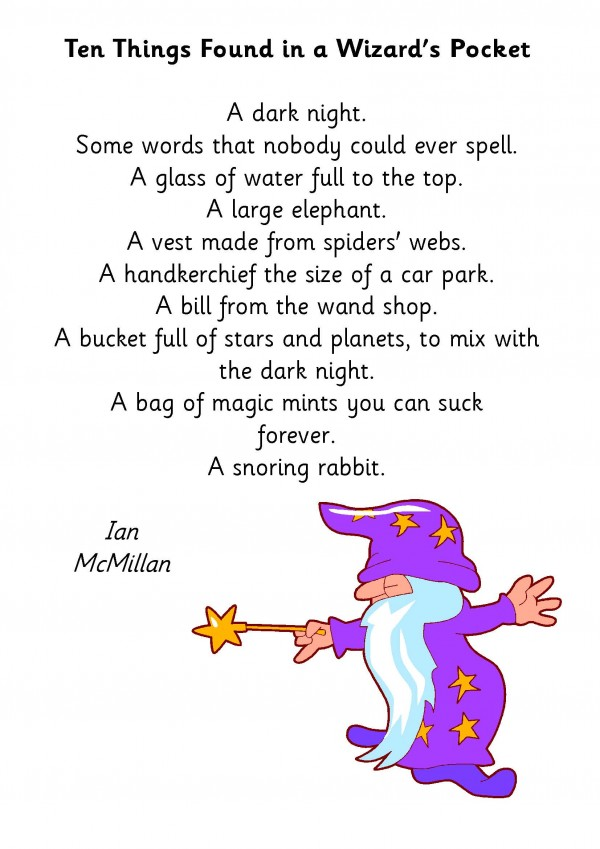 Ten Things Found in a Wizard's Pocket
A dark night.
Some words that nobody could ever spell.
A glass of water full to the top.
A large elephant.
A vest made from spiders' webs.
A handkerchief the size of a car park.
A bill from the wand shop.
A bucket full of stars and planets, to mix with
the dark night.
A bag of magic mints you can suck
forever.
A snoring rabbit.
Ian
McMillan